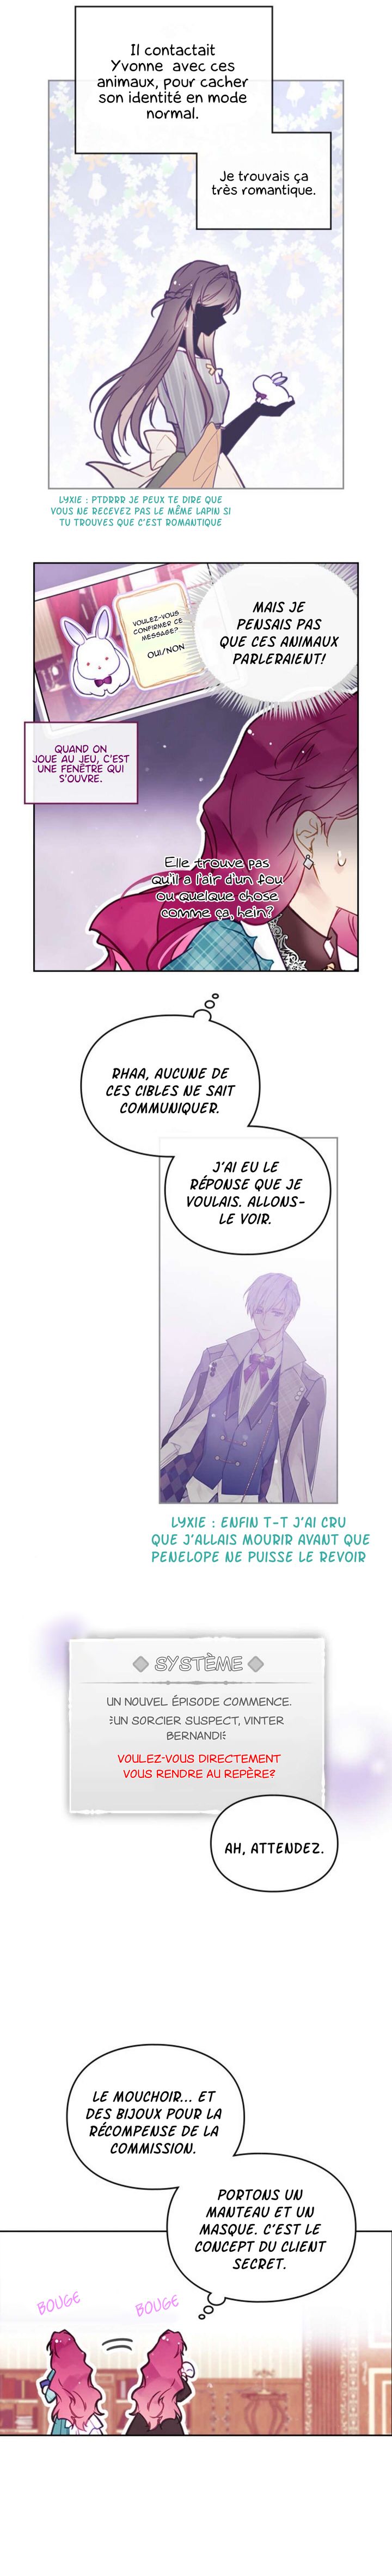 Il contactait
Yvonne avec ces
animaux, pour cacher
son identité en mode
normal.
Je trouvais ça
très romantique.
LYXIE : PTDRRR JE PEUX TE DIRE QUE
VOUS NE RECEVEZ PAS LE MÊME LAPIN SI
TU TROUVES QUE C'EST ROMANTIQUE
VOULEZ-VOUS
CONFIRMER CE
MESSAGE?
OUI/NON
MAIS JE
PENSAIS PAS
QUE CES ANIMAUX
PARLERAIENT!
QUAND ON
JOUE AU JEU, C'EST
UNE FENÊTRE QUI
S'OUVRE.
Elle trouve pas
qu'il a l'air d'un fou
ou quelque chose
comme ça, hein?
RHAA, AUCUNE DE
CES CIBLES NE SAIT
COMMUNIQUER.
J'AI EU LE
RÉPONSE QUE JE
VOULAIS. ALLONS-
LE VOIR.
LYXIE : ENFIN T-T J'AI CRU
QUE J'ALLAIS MOURIR AVANT QUE
PENELOPE NE PUISSE LE REVOIR
SYSTÈME
UN NOUVEL ÉPISODE COMMENCE.
UN SORCIER SUSPECT, VINTER
BERNANDI
VOULEZ-VOUS DIRECTEMENT
VOUS RENDRE AU REPÈRE?
AH, ATTENDEZ.
LE MOUCHOIR... ET
DES BIJOUX POUR LA
RÉCOMPENSE DE LA
COMMISSION.
PORTONS UN
MANTEAU ET UN
MASQUE. C'EST LE
CONCEPT DU CLIENT
SECRET.
BOUGE
BOUGE